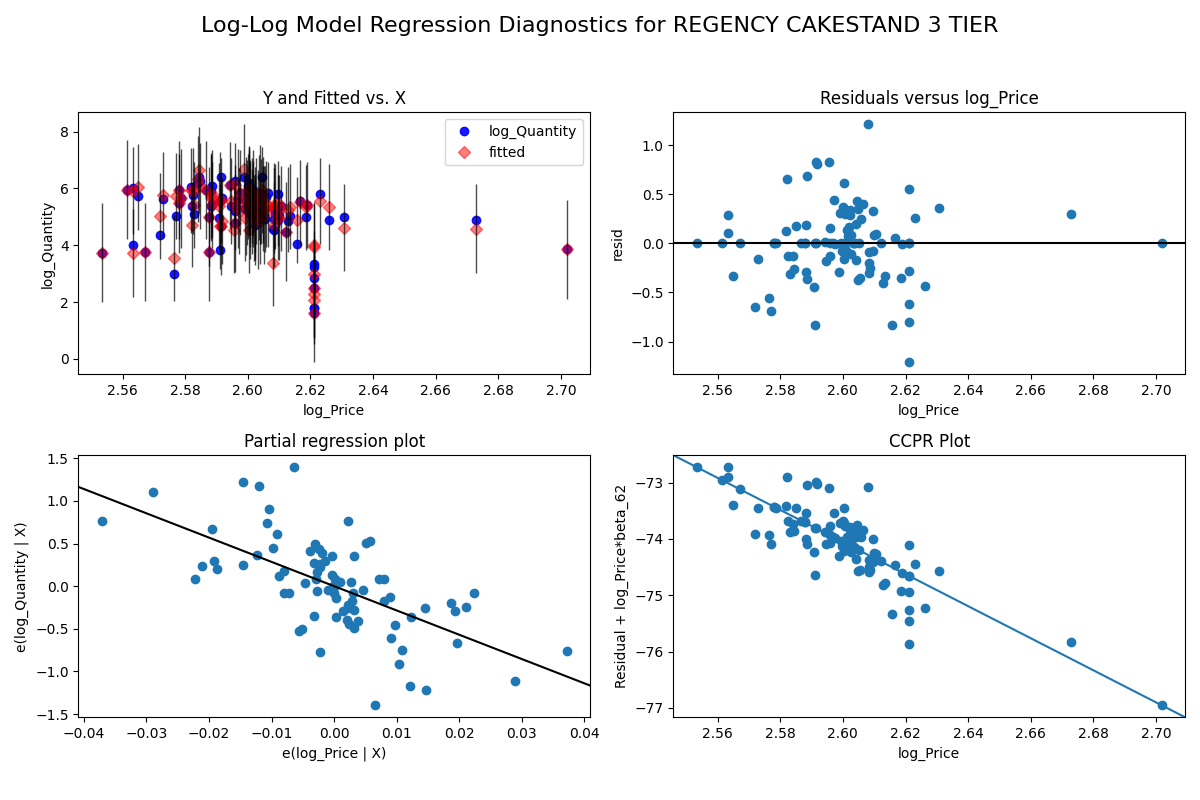 Log-Log Model Regression Diagnostics for REGENCY CAKESTAND 3 TIER
Y and Fitted vs. X
log_Quantity
fitted
8
6
4
2
0
log_Quantity
2.56 2.58 2.60 2.62 2.64 2.66 2.68 2.70
log_Price
Residuals versus log_Price
1.0
0.5
0.0
−0.5
−1.0
resid
2.56 2.58 2.60 2.62 2.64 2.66 2.68 2.70
log_Price
Partial regression plot
1.5
1.0
0.5
0.0
−0.5
−1.0
−1.5
e(log_Quantity | X)
−0.04 −0.03 −0.02 −0.01 0.00 0.01 0.02 0.03 0.04
e(log_Price | X)
CCPR Plot
−73
−74
−75
−76
−77
Residual + log_Price*beta_62
2.56 2.58 2.60 2.62 2.64 2.66 2.68 2.70
log_Price